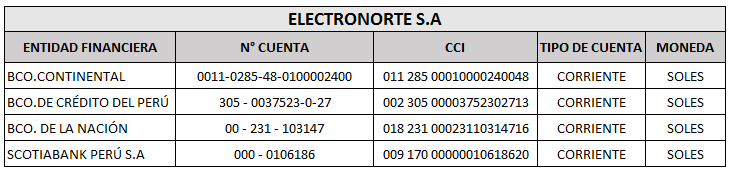 ELECTRONORTE S.A
ENTIDAD FINANCIERA N° CUENTA CCI TIPO DE CUENTA MONEDA
BCO.CONTINENTAL 0011-0285-48-0100002400 011 285 00010000240048 CORRIENTE SOLES
BCO.DE CRÉDITO DEL PERÚ 305 - 0037523-0-27 002 305 00003752302713 CORRIENTE SOLES
BCO. DE LA NACIÓN 00 - 231 - 103147 018 231 00023110314716 CORRIENTE SOLES
SCOTIABANK PERÚ S.A 000 - 0106186 009 170 00000010618620 CORRIENTE SOLES